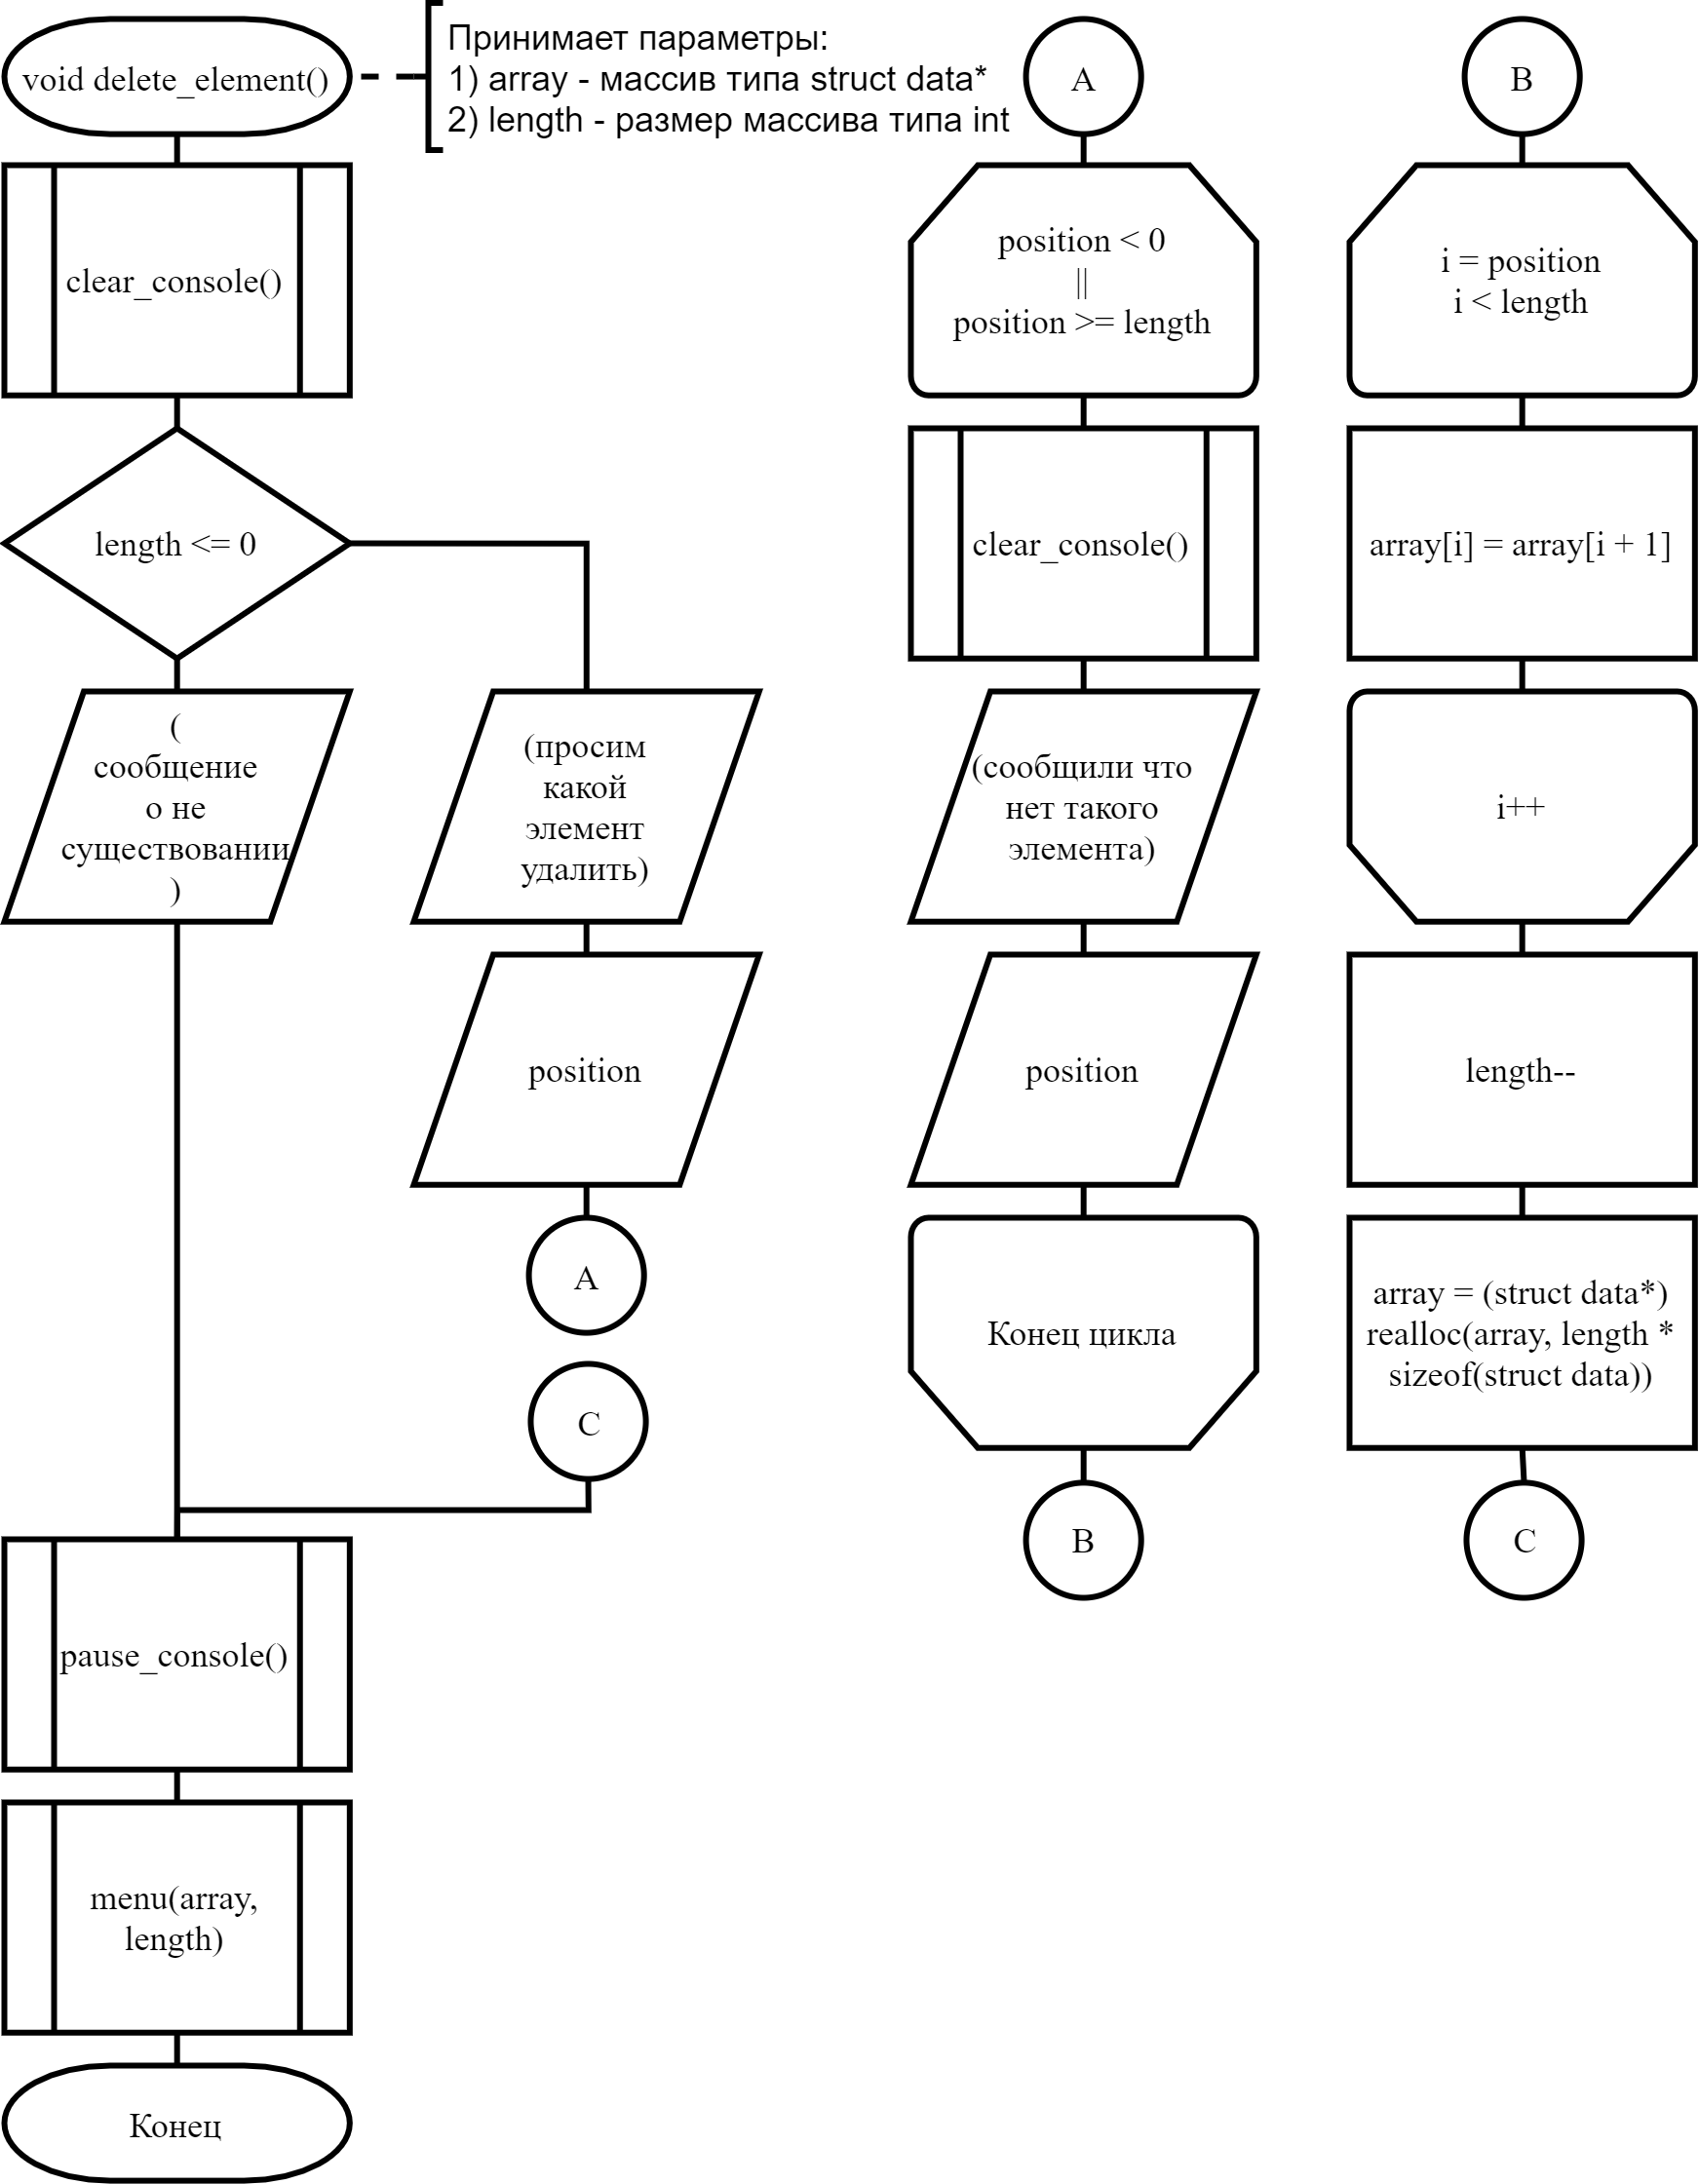 void delete_element()
Принимает параметры:
1) array - массив типа struct data*
2) length - размер массива типа int
clear_console()
length <= 0
(
сообщение
о не
существовании
)
(просим
какой
элемент
удалить)
position
A
C
pause_console()
menu(array,
length)
Конец
A
position < 0
||
position >= length
clear_console()
(сообщили что
нет такого
элемента)
position
Конец цикла
B
B
i = position
i < length
array[i] = array[i + 1]
i++
length--
array = (struct data*)
realloc(array, length *
sizeof(struct data))
C